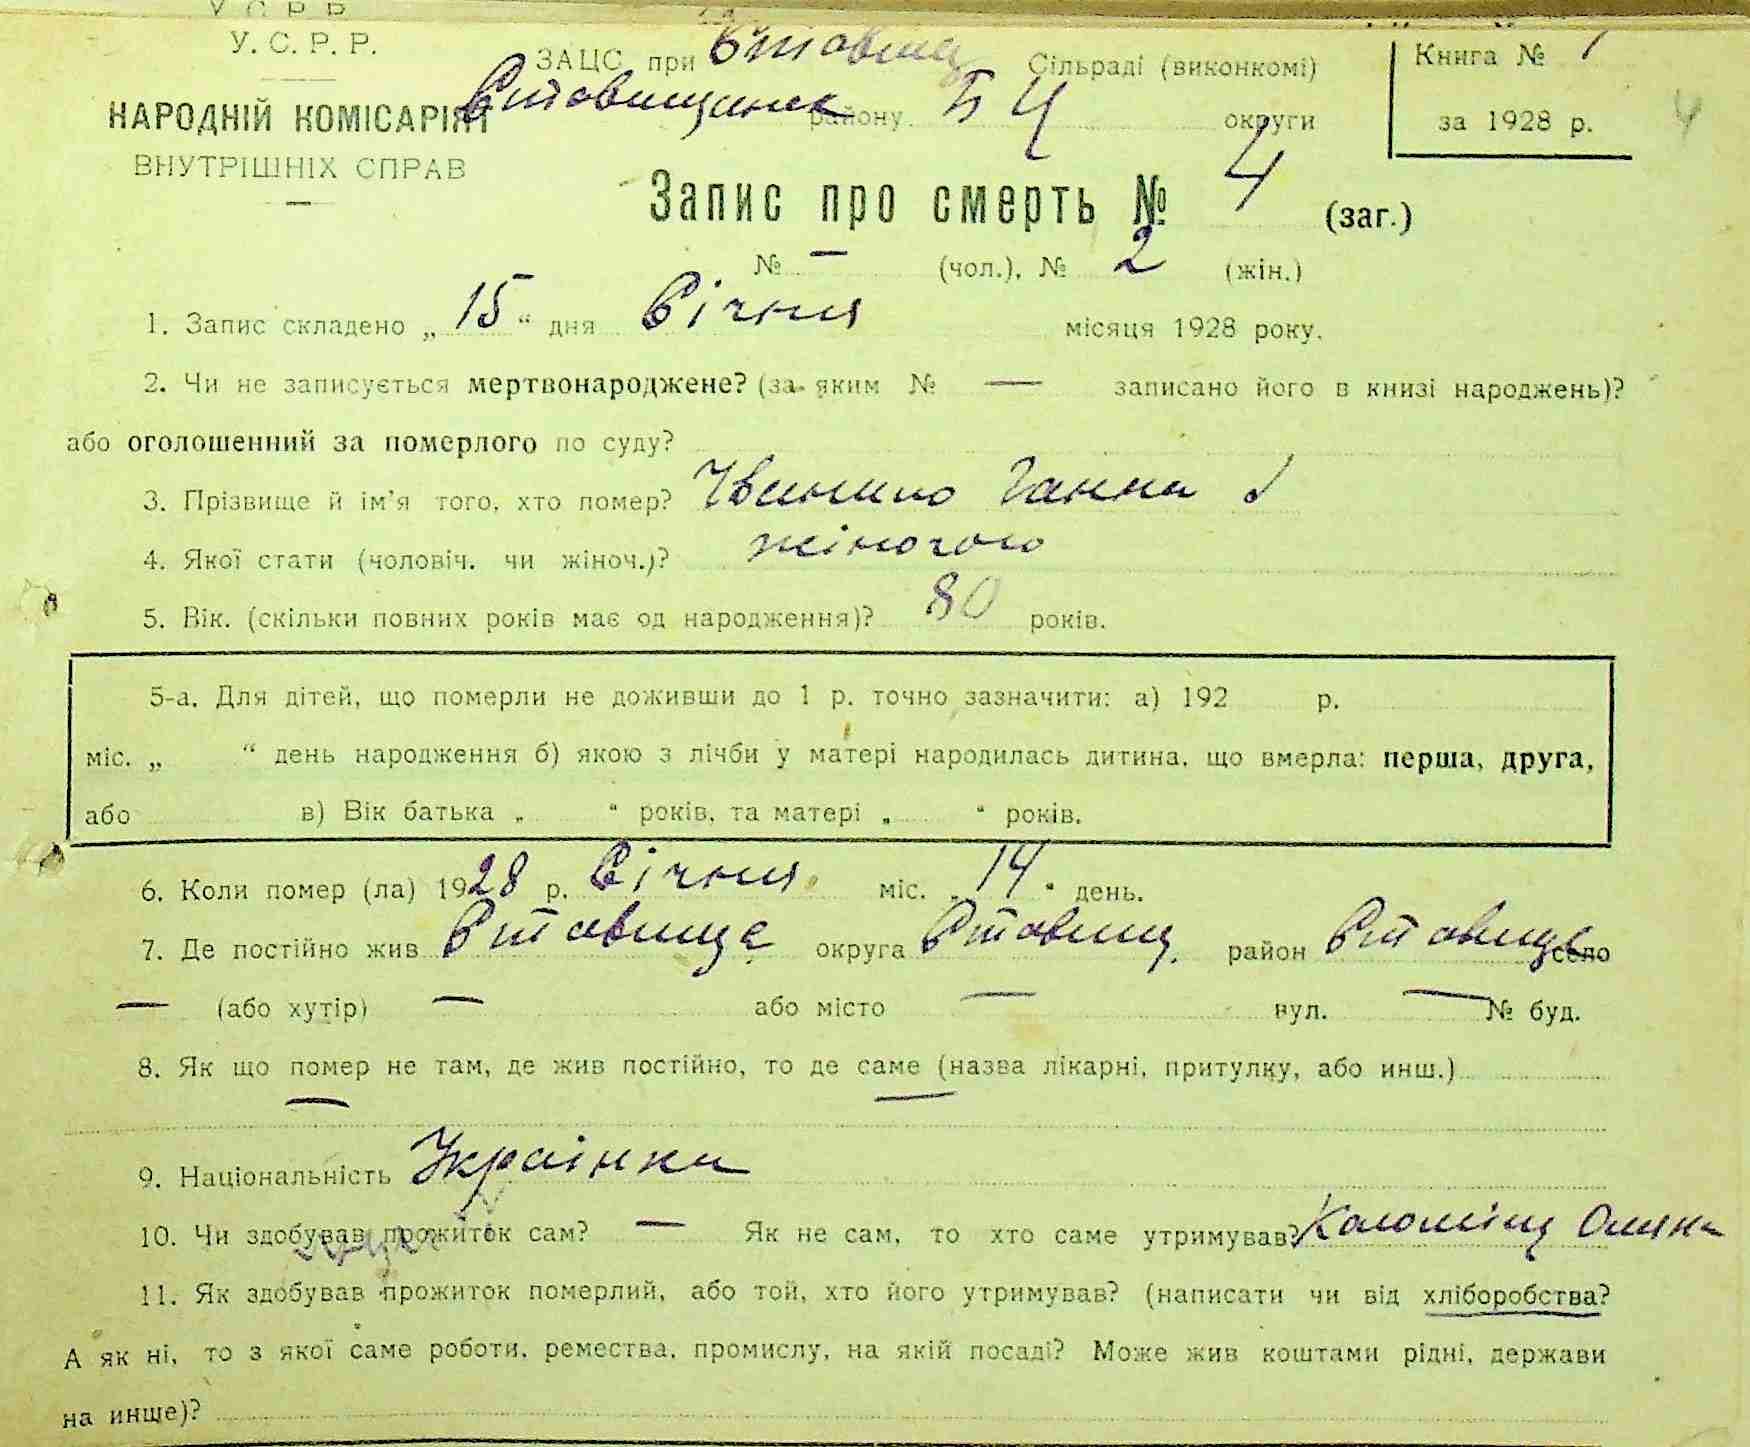 У. С. Р. Р.
У. С. Р. Р.
ЗАЦС при Ставищ Сільраді (виконкомі)
Книга № 1
НАРОДНІЙ КОМІСАРІЯТ
Ставищанск району Б Ц округи
за 1928 р.
4
ВНУТРІШНІХ СПРАВ
Запис про смерть № 4 (заг.)
№ — (чол.), № 2 (жін.)
1. Запис складено „ 15 “ дня Січня місяця 1928 року.
2. Чи не записується мертвонароджене? (за яким № — записано його в книзі народжень)?
або оголошенний за померлого по суду?
3. Прізвище й ім'я того, хто помер? Ганна
4. Якої стати (чоловіч. чи жіноч.)? жіночого
5. Вік. (скільки повних років має од народження)? 80 років.
5-а. Для дітей, що померли не доживши до 1 р. точно зазначити: а) 192 р.
міс. „ “ день народження б) якою з лічби у матері народилась дитина, що вмерла: перша, друга,
або в) Вік батька „ “ років, та матері „ “ років.
6. Коли помер (ла) 1928 р. Січня міс. „ 14 “ день.
7. Де постійно жив Ставище округа Ставищ. район Ставище село
— (або хутір) — або місто — вул. — № буд.
8. Як що помер не там, де жив постійно, то де саме (назва лікарні, притулку, або инш.)
— —
9. Національність Українка
10. Чи здобував прожиток сам? — Як не сам, то хто саме утримував? Коломієц
11. Як здобував прожиток померлий, або той, хто його утримував? (написати чи від хліборобства?
А як ні, то з якої саме роботи, ремества, промислу, на якій посаді? Може жив коштами рідні, держави
на инще)?